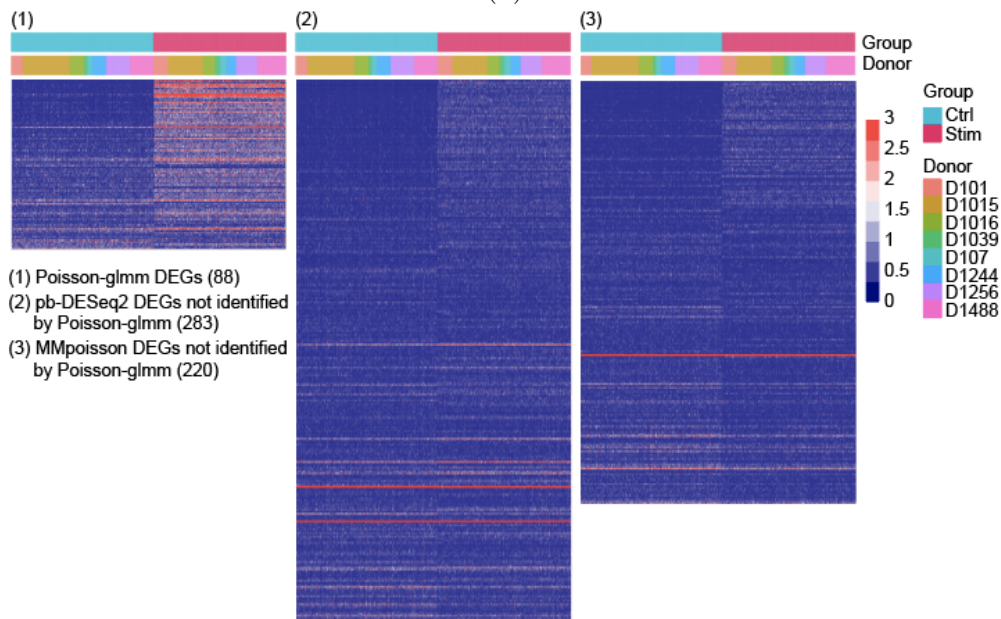 (1)
(2)
(3)
Group
Donor
(1) Poisson-glmm DEGs (88)
(2) pb-DESeq2 DEGs not identified
by Poisson-glmm (283)
(3) MMpoisson DEGs not identified
by Poisson-glmm (220)
3
2.5
2
1.5
1
0.5
0
Group
Ctrl
Stim
Donor
D101
D1015
D1016
D1039
D107
D1244
D1256
D1488